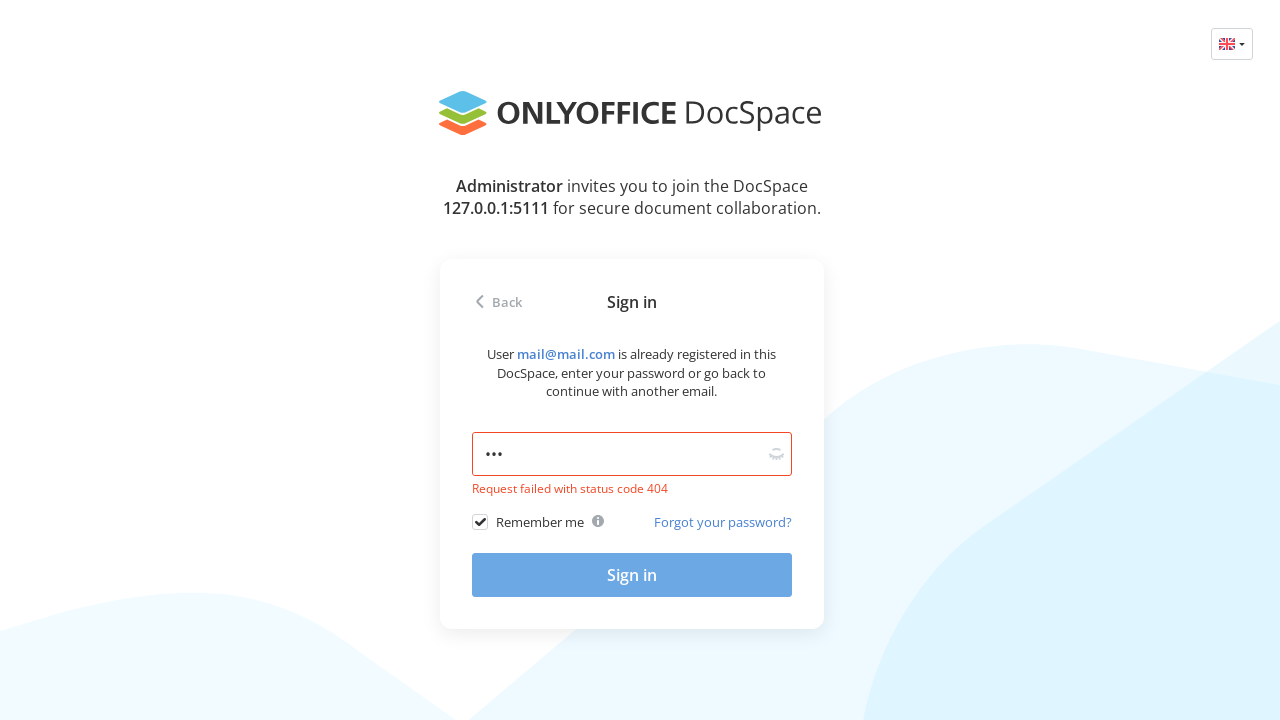 ONLYOFFICE DocSpace
Administrator invites you to join the DocSpace
127.0.0.1:5111 for secure document collaboration.
Back
Sign in
User mail@mail.com is already registered in this
DocSpace, enter your password or go back to
continue with another email.
•••
Request failed with status code 404
Remember me
Forgot your password?
Sign in